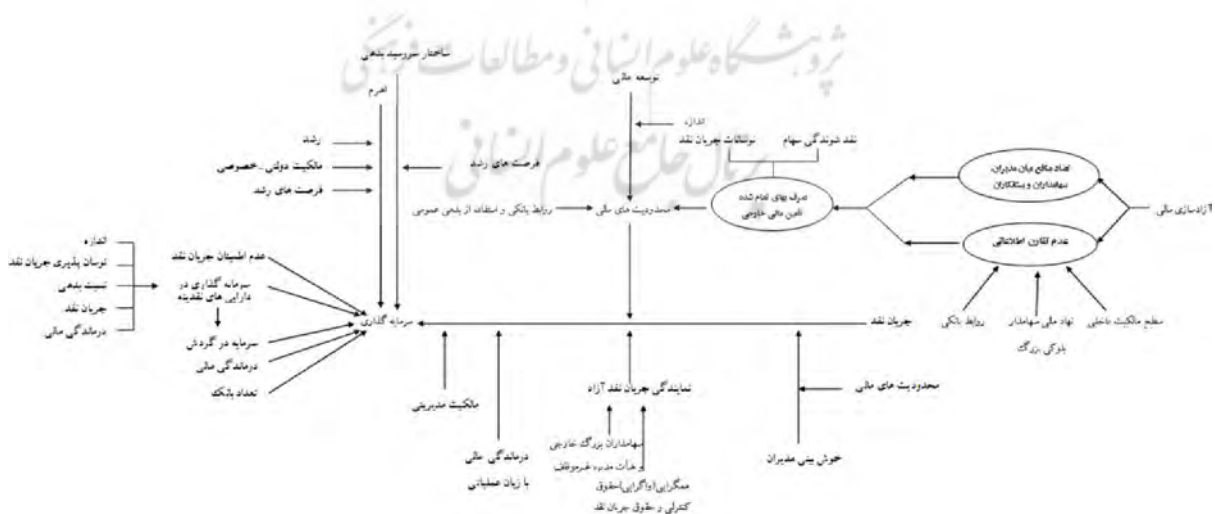 پژوهشگاه علوم انسانی و مطالعات فرهنگی
پرتال جامع علوم انسانی
ساختار سررسید بدهی
اهرم
توسعه مالی
رشد
مالکیت دولتی - خصوصی
فرصت های رشد
فرصت های رشد
اندازه
نوسانات جریان نقد
نقد شوندگی سهام
تضاد منافع میان مدیران،
سهامداران و بستانکاران
صرف بهای تمام شده
تامین مالی خارجی
محدودیت های مالی
روابط بانکی و استفاده از بدهی عمومی
آزادسازی مالی
عدم تقارن اطلاعاتی
اندازه
نوسان پذیری جریان نقد
نسبت بدهی
جریان نقد
درماندگی مالی
عدم اطمینان جریان نقد
سرمایه گذاری در
دارایی های نقدینه
سرمایه در گردش
درماندگی مالی
تعداد بانک
سرمایه گذاری
جریان نقد
روابط بانکی
نهاد مالی سهامدار
بلوکی بزرگ
سطح مالکیت داخلی
مالکیت مدیریتی
نمایندگی جریان نقد آزاد
محدودیت های مالی
سهامداران بزرگ خارجی
و هیأت مدیره غیرموظف
درماندگی مالی
با زیان عملیاتی
همگرایی(واگرایی)حقوق
کنترلی و حقوق جریان نقد
خوش بینی مدیران